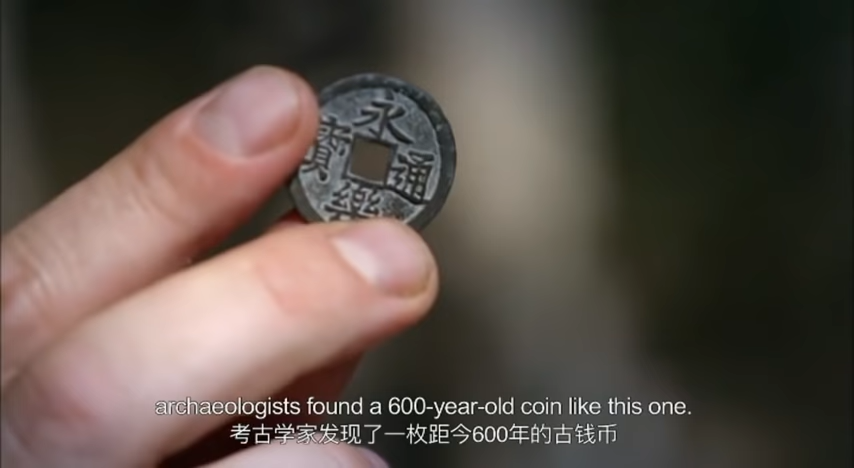 永樂通寳
archaeologists found a 600-year-old coin like this one.
考古学家发现了一枚距今600年的古钱币